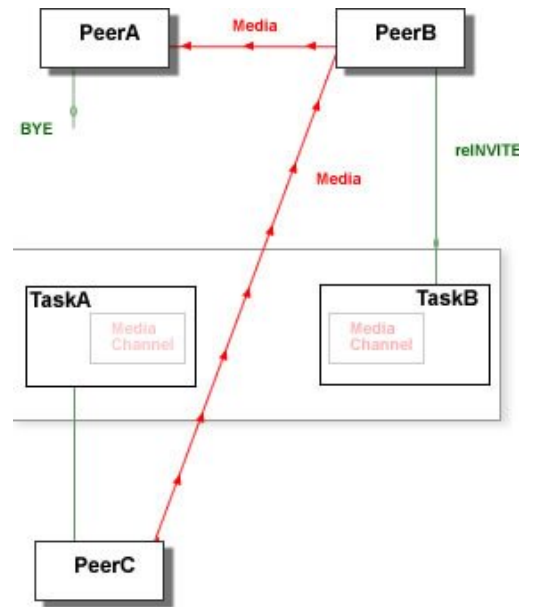 PeerA
Media
PeerB
BYE
reINVITE
Media
TaskA
Media
Channel
TaskB
Media
Channel
PeerC